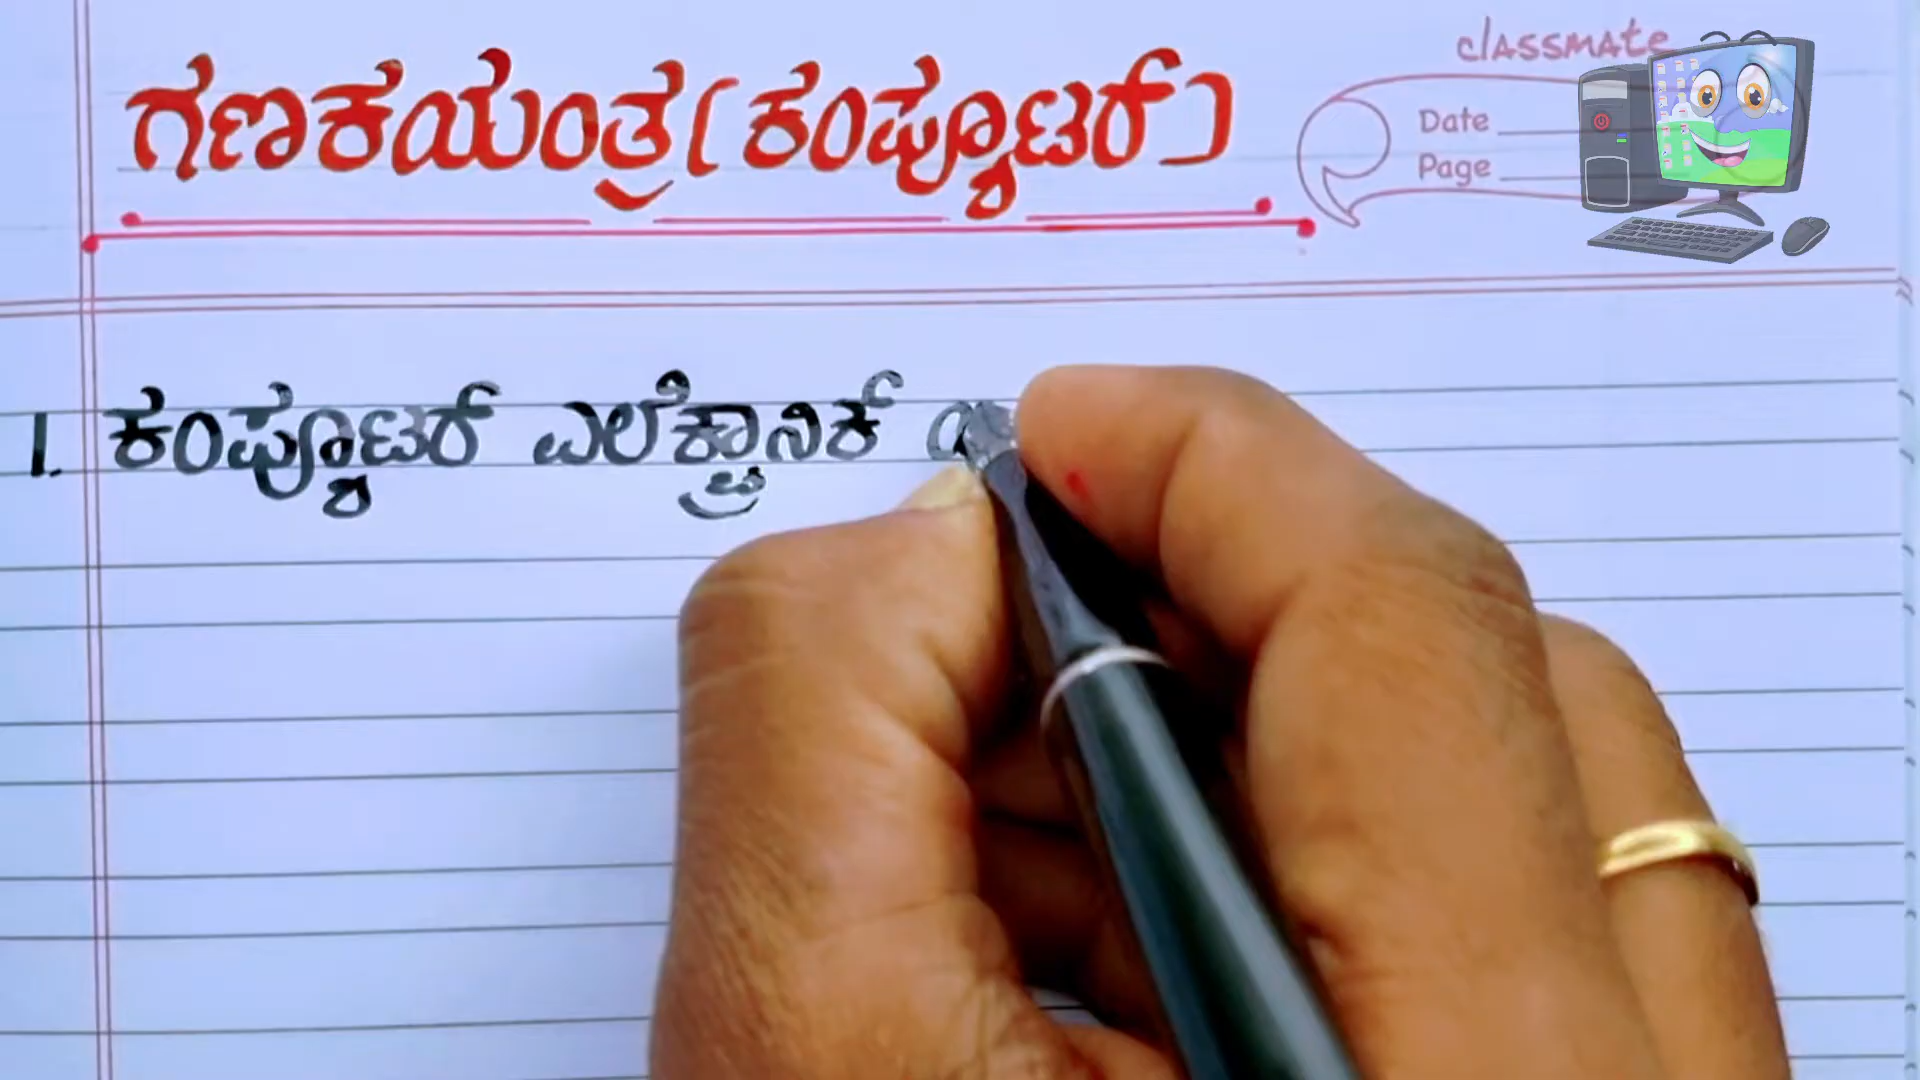 classmate
ಗಣಕಯಂತ್ರ (ಕಂಪ್ಯೂಟರ್)
Date
Page
1. ಕಂಪ್ಯೂಟರ್ ಎಲೆಕ್ಟ್ರಾನಿಕ್